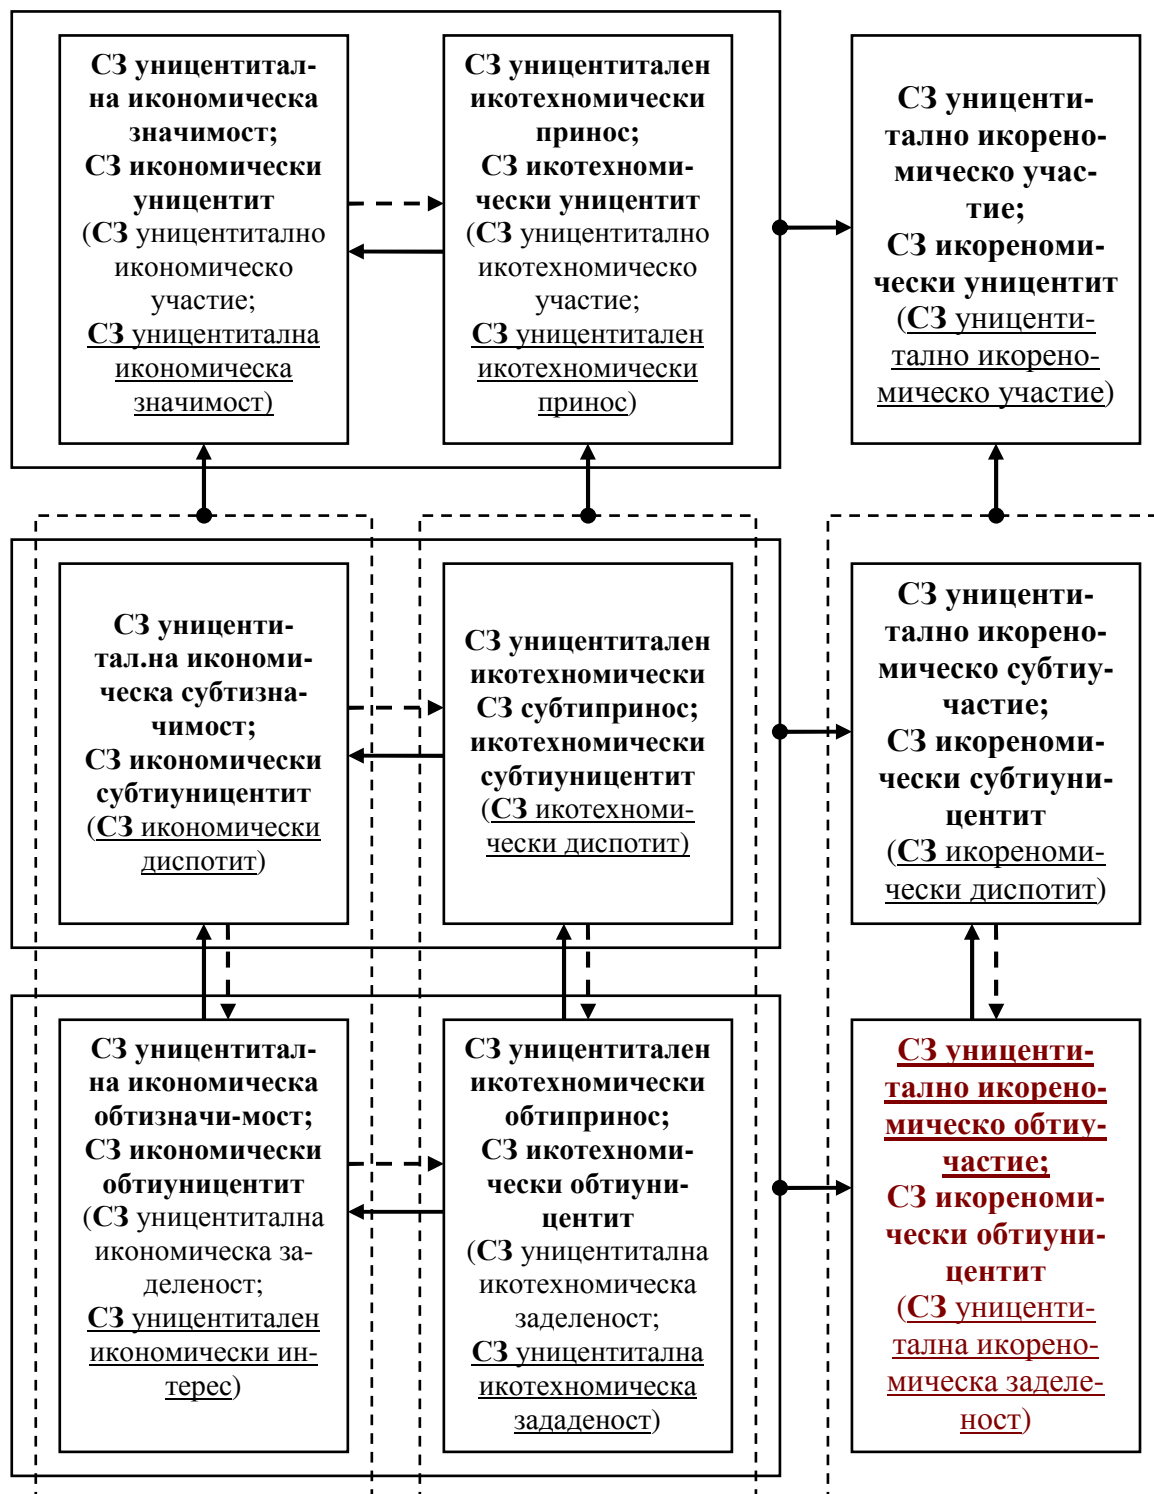 СЗ уницентитал-
на икономическа
значимост;
СЗ икономически
уницентит
(СЗ уницентитално
икономическо
участие;
СЗ уницентитална
икономическа
значимост)
СЗ уницентитален
икотехномически
принос;
СЗ икотехноми-
чески уницентит
(СЗ уницентитално
икотехномическо
участие;
СЗ уницентитален
икотехномически
принос)
СЗ униценти-
тално икорено-
мическо учас-
тие;
СЗ икореноми-
чески уницентит
(СЗ униценти-
тално икорено-
мическо участие)
СЗ униценти-
тал.на икономи-
ческа субтизна-
чимост;
СЗ икономически
субтиуницентит
(СЗ икономически
диспотит)
СЗ уницентитален
икотехномически
СЗ субтипринос;
икотехномически
субтиуницентит
(СЗ икотехноми-
чески диспотит)
СЗ униценти-
тално икорено-
мическо субтиу-
частие;
СЗ икореноми-
чески субтиуни-
центит
(СЗ икореноми-
чески диспотит)
СЗ уницентитал-
на икономическа
обтизначи-мост;
СЗ икономически
обтиуницентит
(СЗ уницентитална
икономическа за-
деленост;
СЗ уницентитален
икономически ин-
терес)
СЗ уницентитален
икотехномически
обтипринос;
СЗ икотехноми-
чески обтиуни-
центит
(СЗ уницентитална
икотехномическа
заделеност;
СЗ уницентитална
икотехномическа
зададеност)
СЗ униценти-
тално икорено-
мическо обтиу-
частие;
СЗ икореноми-
чески обтиуни-
центит
(СЗ униценти-
тална икорено-
мическа заделе-
ност)